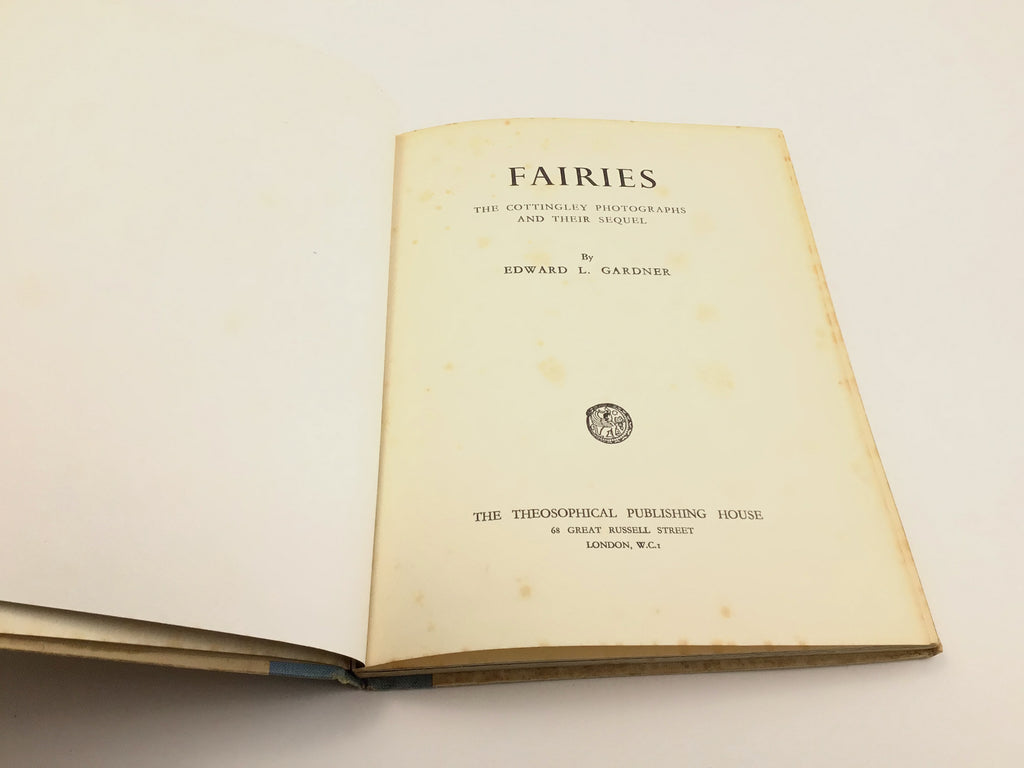 FAIRIES
THE COTTINGLEY PHOTOGRAPHS
AND THEIR SEQUEL
By
EDWARD L. GARDNER
THE THEOSOPHICAL PUBLISHING HOUSE
68 GREAT RUSSELL STREET
LONDON, W.C.1